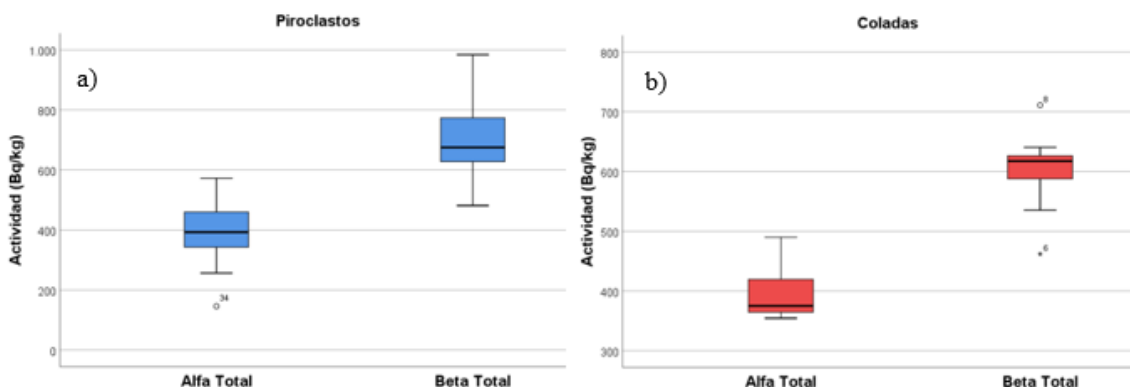 Piroclastos
a)
Actividad (Bq/kg)
1.000
800
600
400
200
0
34
Alfa Total
Beta Total
Coladas
b)
Actividad (Bq/kg)
800
700
600
500
400
300
8
6
Alfa Total
Beta Total